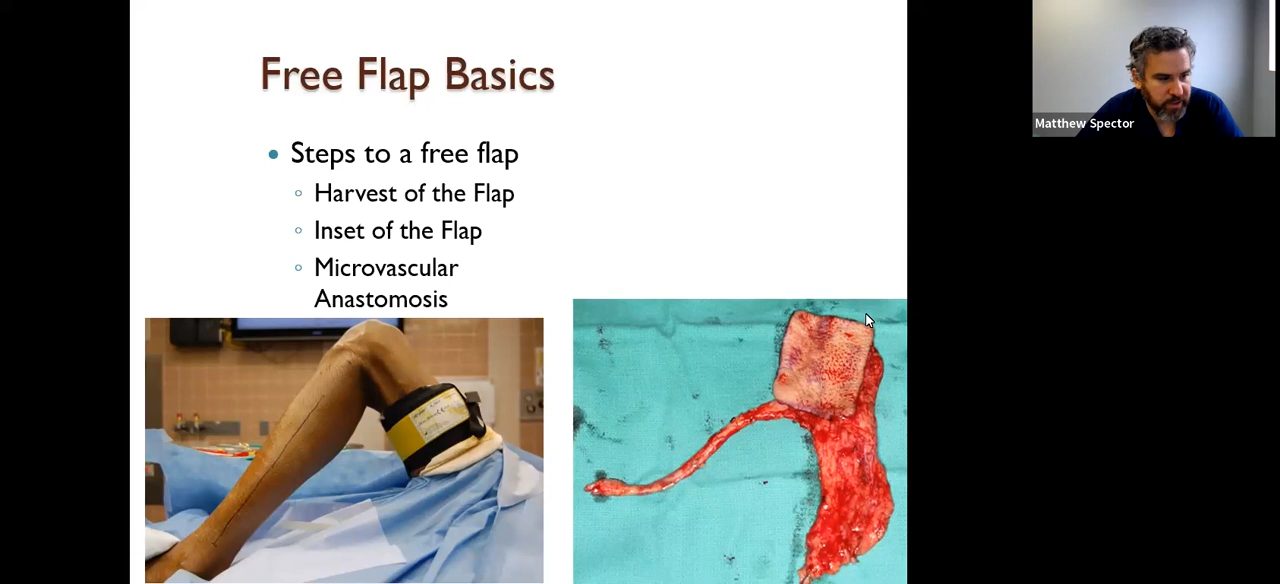 Free Flap Basics
Steps to a free flap
Harvest of the Flap
Inset of the Flap
Microvascular
Anastomosis
Matthew Spector